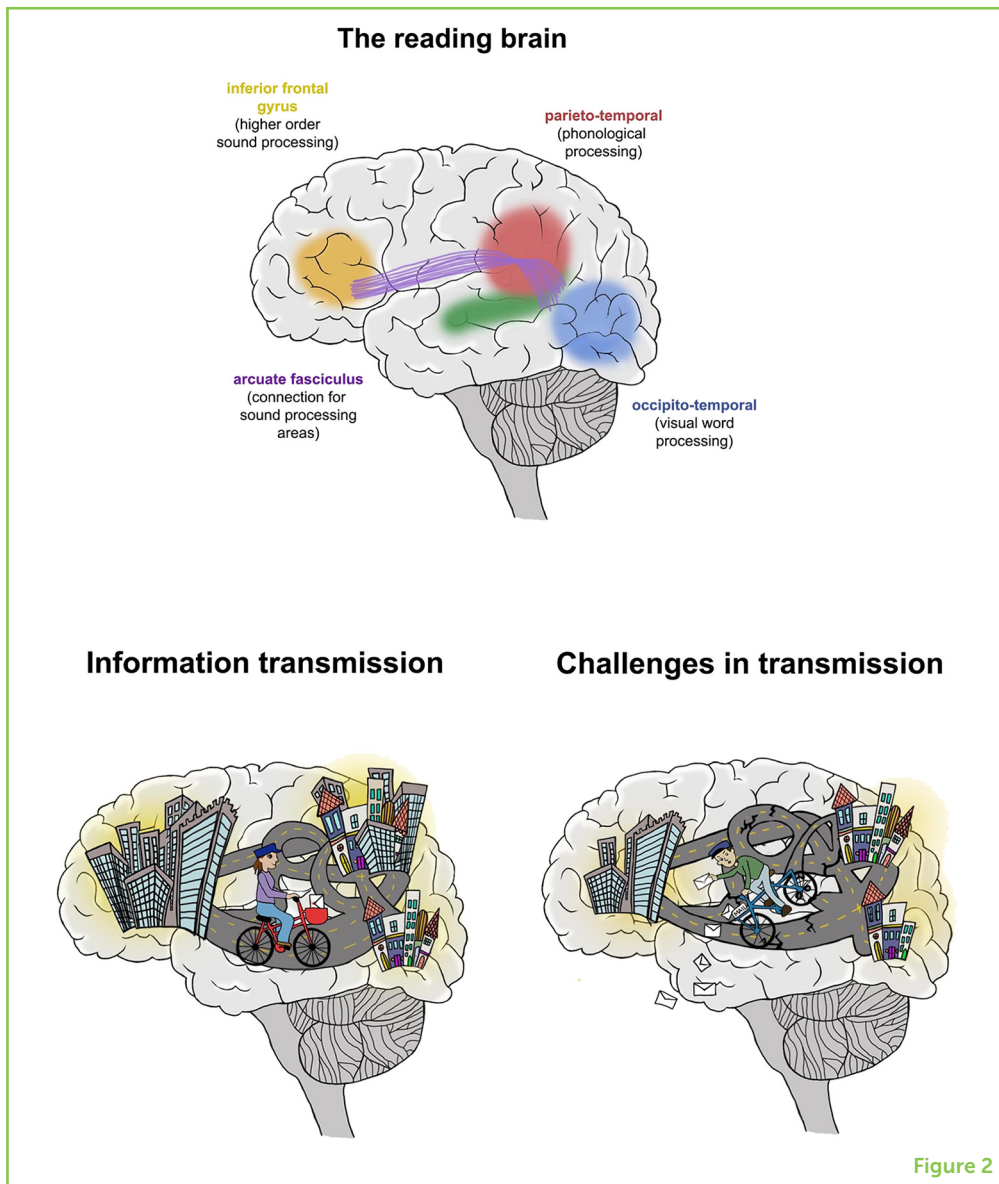 The reading brain
inferior frontal
gyrus
(higher order
sound processing)
parieto-temporal
(phonological
processing)
arcuate fasciculus
(connection for
sound processing
areas)
occipito-temporal
(visual word
processing)
Information transmission
Challenges in transmission
Figure 2